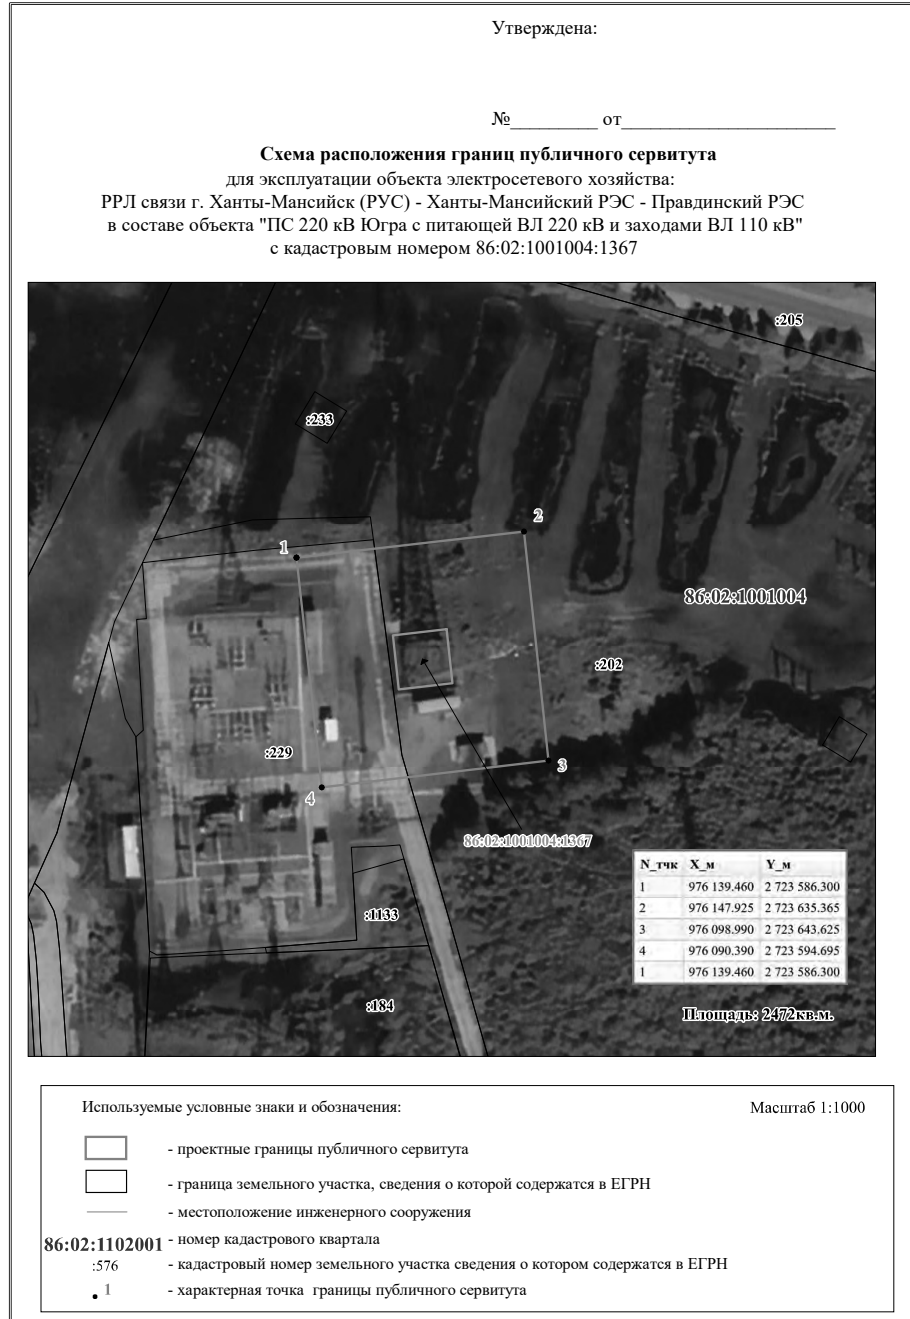 Утверждена:
№_________ от______________________
Схема расположения границ публичного сервитута
для эксплуатации объекта электросетевого хозяйства:
РРЛ связи г. Ханты-Мансийск (РУС) - Ханты-Мансийский РЭС - Правдинский РЭС
в составе объекта "ПС 220 кВ Югра с питающей ВЛ 220 кВ и заходами ВЛ 110 кВ"
с кадастровым номером 86:02:1001004:1367
:205
:233
2
1
86:02:1001004
:202
:229
3
4
86:02:1001004:1367
N_тчк X_м Y_м
1 976 139.460 2 723 586.300
2 976 147.925 2 723 635.365
3 976 098.990 2 723 643.625
4 976 090.390 2 723 594.695
1 976 139.460 2 723 586.300
:1133
:184
Площадь: 2472кв.м.
Используемые условные знаки и обозначения: Масштаб 1:1000
- проектные границы публичного сервитута
- граница земельного участка, сведения о которой содержатся в ЕГРН
- местоположение инженерного сооружения
86:02:1102001 - номер кадастрового квартала
:576 - кадастровый номер земельного участка сведения о котором содержатся в ЕГРН
1 - характерная точка границы публичного сервитута